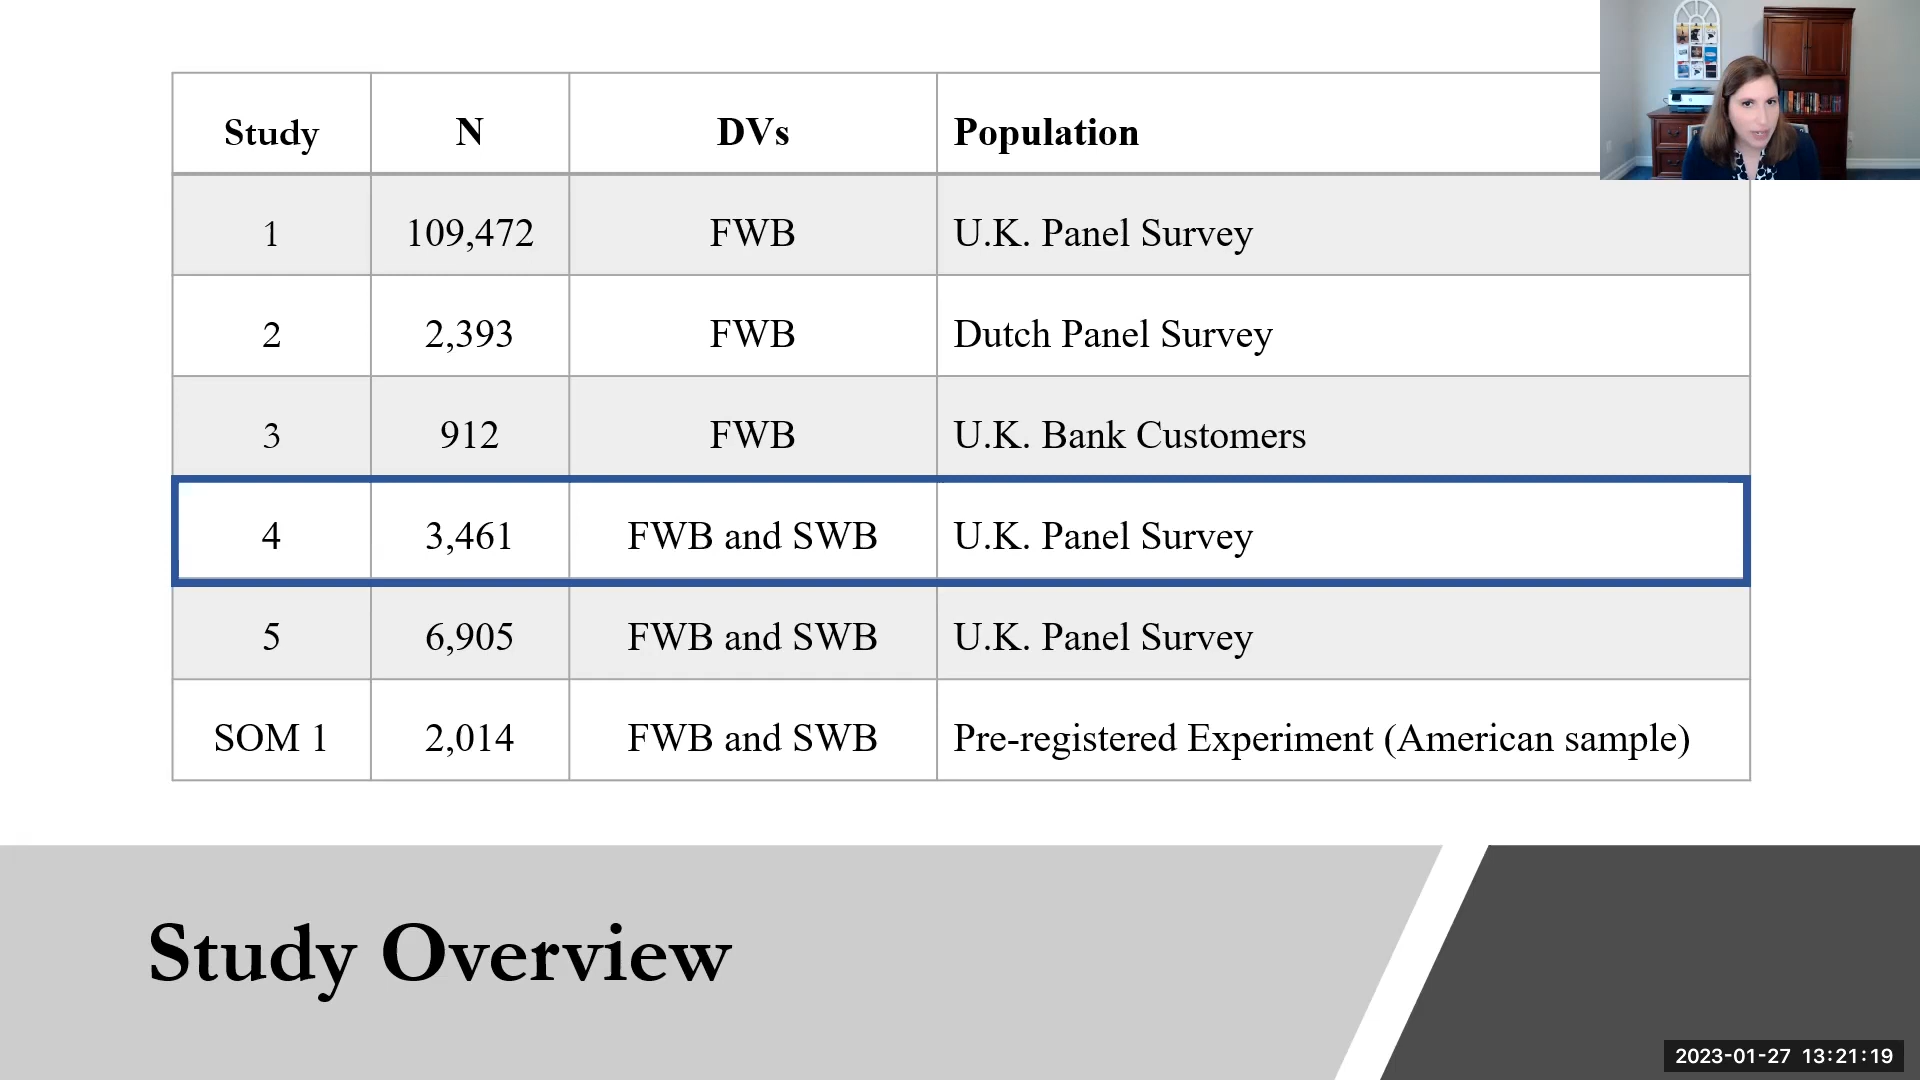 Study N DVs Population
1 109,472 FWB U.K. Panel Survey
2 2,393 FWB Dutch Panel Survey
3 912 FWB U.K. Bank Customers
4 3,461 FWB and SWB U.K. Panel Survey
5 6,905 FWB and SWB U.K. Panel Survey
SOM 1 2,014 FWB and SWB Pre-registered Experiment (American sample)
Study Overview
2023-01-27 13:21:19